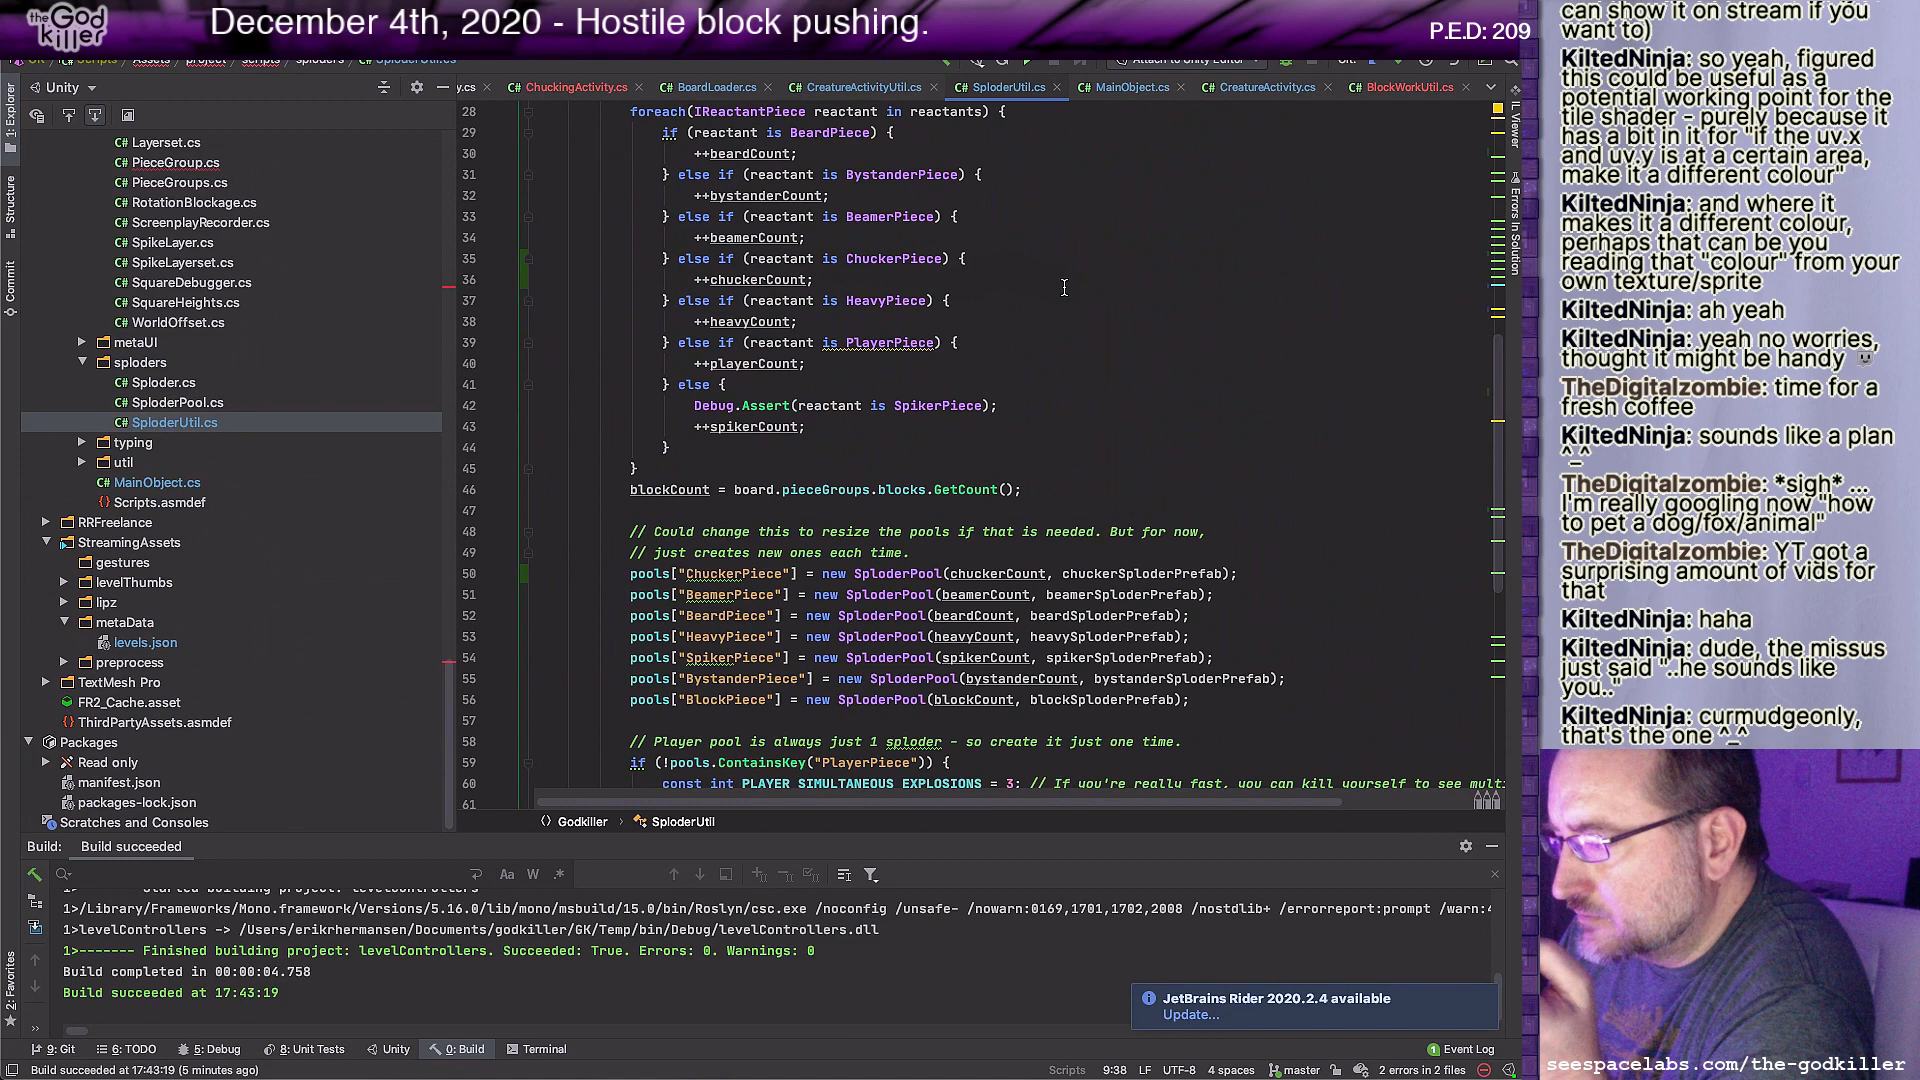 the
God
killer
December 4th, 2020 - Hostile block pushing.
P.E.D: 209
Unity
y.cs
ChuckingActivity.cs
BoardLoader.cs
CreatureActivityUtil.cs
SploderUtil.cs
MainObject.cs
CreatureActivity.cs
BlockWorkUtil.cs
1: Explorer
Structure
Commit
2: Favorites
Layerset.cs
PieceGroup.cs
PieceGroups.cs
RotationBlockage.cs
ScreenplayRecorder.cs
SpikeLayer.cs
SpikeLayerset.cs
SquareDebugger.cs
SquareHeights.cs
WorldOffset.cs
metaUI
sploders
Sploder.cs
SploderPool.cs
SploderUtil.cs
typing
util
MainObject.cs
Scripts.asmdef
RRFreelance
StreamingAssets
gestures
levelThumbs
lipz
metaData
levels.json
preprocess
TextMesh Pro
FR2_Cache.asset
ThirdPartyAssets.asmdef
Packages
Read only
manifest.json
packages-lock.json
Scratches and Consoles
28 foreach(IReactantPiece reactant in reactants) {
29 if (reactant is BeardPiece) {
30 ++beardCount;
31 } else if (reactant is BystanderPiece) {
32 ++bystanderCount;
33 } else if (reactant is BeamerPiece) {
34 ++beamerCount;
35 } else if (reactant is ChuckerPiece) {
36 ++chuckerCount;
37 } else if (reactant is HeavyPiece) {
38 ++heavyCount;
39 } else if (reactant is PlayerPiece) {
40 ++playerCount;
41 } else {
42 Debug.Assert(reactant is SpikerPiece);
43 ++spikerCount;
44 }
45 }
46 blockCount = board.pieceGroups.blocks.GetCount();
47
48 // Could change this to resize the pools if that is needed. But for now,
49 // just creates new ones each time.
50 pools["ChuckerPiece"] = new SploderPool(chuckerCount, chuckerSploderPrefab);
51 pools["BeamerPiece"] = new SploderPool(beamerCount, beamerSploderPrefab);
52 pools["BeardPiece"] = new SploderPool(beardCount, beardSploderPrefab);
53 pools["HeavyPiece"] = new SploderPool(heavyCount, heavySploderPrefab);
54 pools["SpikerPiece"] = new SploderPool(spikerCount, spikerSploderPrefab);
55 pools["BystanderPiece"] = new SploderPool(bystanderCount, bystanderSploderPrefab);
56 pools["BlockPiece"] = new SploderPool(blockCount, blockSploderPrefab);
57
58 // Player pool is always just 1 sploder - so create it just one time.
59 if (!pools.ContainsKey("PlayerPiece")) {
60 const int PLAYER_SIMULTANEOUS_EXPLOSIONS = 3; // If you're really fast, you can kill yourself to see mult
61
IL Viewer
Errors In Solution
Godkiller
SploderUtil
Build:
Build succeeded
Aa W .*
1>/Library/Frameworks/Mono.framework/Versions/5.16.0/lib/mono/msbuild/15.0/bin/Roslyn/csc.exe /noconfig /unsafe- /nowarn:0169,1701,1702,2008 /nostdlib+ /errorreport:prompt /warn:4
1>levelControllers -> /Users/erikrhermansen/Documents/godkiller/GK/Temp/bin/Debug/levelControllers.dll
1>------- Finished building project: levelControllers. Succeeded: True. Errors: 0. Warnings: 0
Build completed in 00:00:04.758
Build succeeded at 17:43:19
JetBrains Rider 2020.2.4 available
Update...
9: Git
6: TODO
5: Debug
8: Unit Tests
Unity
0: Build
Terminal
1 Event Log
Build succeeded at 17:43:19 (5 minutes ago)
Scripts
9:38
LF
UTF-8
4 spaces
master
2 errors in 2 files
can show it on stream if you
want to)
KiltedNinja: so yeah, figured
this could be useful as a
potential working point for the
tile shader - purely because it
has a bit in it for "if the uv.x
and uv.y is at a certain area,
make it a different colour"
KiltedNinja: and where it
makes it a different colour,
perhaps that can be you
reading that "colour" from your
own texture/sprite
KiltedNinja: ah yeah
KiltedNinja: yeah no worries,
thought it might be handy
TheDigitalzombie: time for a
fresh coffee
KiltedNinja: sounds like a plan
^_^
TheDigitalzombie: *sigh* ...
I'm really googling now "how
to pet a dog/fox/animal"
TheDigitalzombie: YT got a
surprising amount of vids for
that
KiltedNinja: haha
KiltedNinja: dude, the missus
just said "..he sounds like
you.."
KiltedNinja: curmudgeonly,
that's the one ^_^
seespacelabs.com/the-godkiller